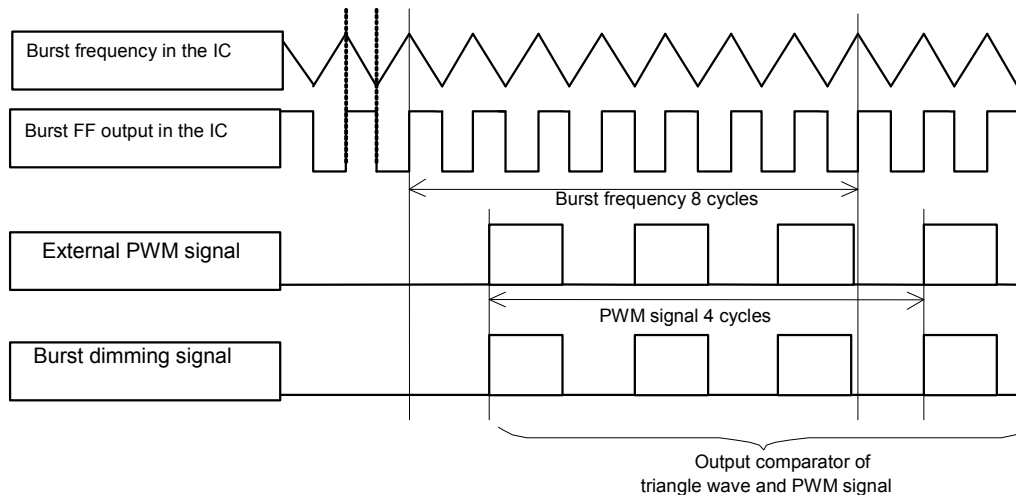 Burst frequency in the IC
Burst FF output in the IC
Burst frequency 8 cycles
External PWM signal
PWM signal 4 cycles
Burst dimming signal
Output comparator of
triangle wave and PWM signal